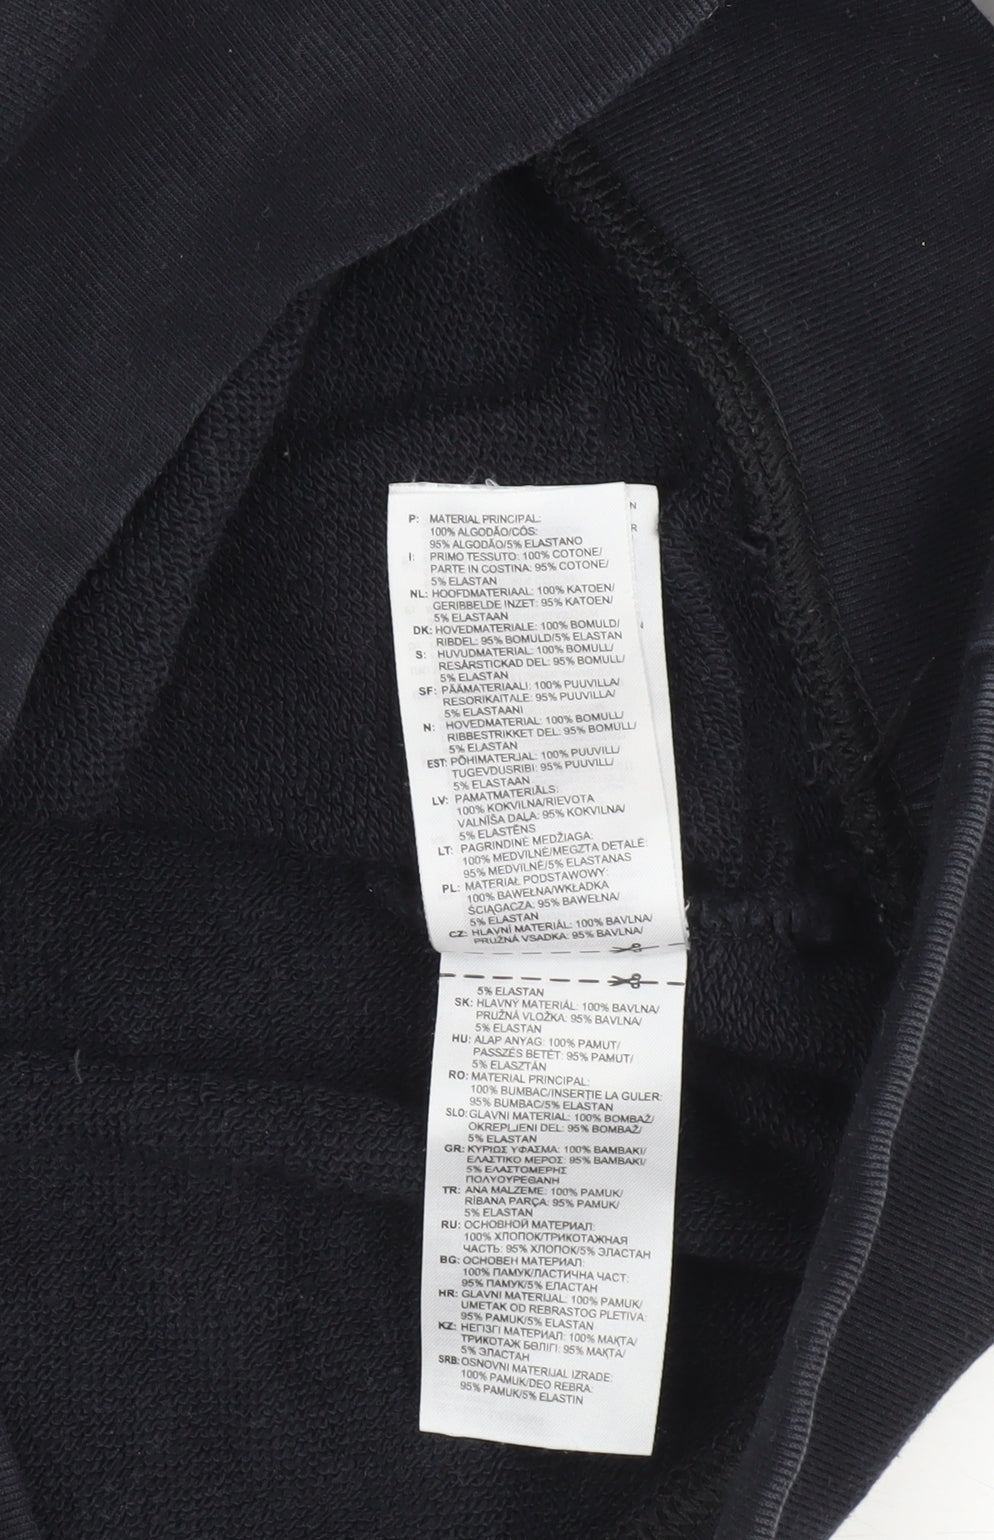 P: MATERIAL PRINCIPAL:
100% ALGODÃO/CÓS:
95% ALGODÃO/5% ELASTANO
I: PRIMO TESSUTO: 100% COTONE/
PARTE IN COSTINA: 95% COTONE/
5% ELASTAN
NL: HOOFDMATERIAAL: 100% KATOEN/
GERIBBELDE INZET: 95% KATOEN/
5% ELASTAAN
DK: HOVEDMATERIALE: 100% BOMULD/
RIBDEL: 95% BOMULD/5% ELASTAN
S: HUVUDMATERIAL: 100% BOMULL/
RESÅRSTICKAD DEL: 95% BOMULL/
5% ELASTAN
SF: PÄÄMATERIAALI: 100% PUUVILLA/
RESORIKAITALE: 95% PUUVILLA/
5% ELASTAANI
N: HOVEDMATERIAL: 100% BOMULL/
RIBBESTRIKKET DEL: 95% BOMULL/
5% ELASTAN
EST: PÕHIMATERJAL: 100% PUUVILL/
TUGEVDUSRIBI: 95% PUUVILL/
5% ELASTAAN
LV: PAMATMATERIĀLS:
100% KOKVILNA/RIEVOTA
VALNĪŠA DAĻA: 95% KOKVILNA/
5% ELASTĒNS
LT: PAGRINDINĖ MEDŽIAGA:
100% MEDVILNĖ/MEGZTA DETALĖ:
95% MEDVILNĖ/5% ELASTANAS
PL: MATERIAŁ PODSTAWOWY:
100% BAWEŁNA/WKŁADKA
ŚCIĄGACZA: 95% BAWEŁNA/
5% ELASTAN
CZ: HLAVNÍ MATERIÁL: 100% BAVLNA/
PRUŽNÁ VSADKA: 95% BAVLNA/
5% ELASTAN
SK: HLAVNÝ MATERIÁL: 100% BAVLNA/
PRUŽNÁ VLOŽKA: 95% BAVLNA/
5% ELASTAN
HU: ALAP ANYAG: 100% PAMUT/
PASSZÉS BETÉT: 95% PAMUT/
5% ELASZTÁN
RO: MATERIAL PRINCIPAL:
100% BUMBAC/INSERŢIE LA GULER:
95% BUMBAC/5% ELASTAN
SLO: GLAVNI MATERIAL: 100% BOMBAŽ/
OKREPLJENI DEL: 95% BOMBAŽ/
5% ELASTAN
GR: ΚΥΡΙΩΣ ΥΦΑΣΜΑ: 100% ΒΑΜΒΑΚΙ/
ΕΛΑΣΤΙΚΟ ΜΕΡΟΣ: 95% ΒΑΜΒΑΚΙ/
5% ΕΛΑΣΤΟΜΕΡΗΣ
ΠΟΛΥΟΥΡΕΘΑΝΗ
TR: ANA MALZEME: 100% PAMUK/
RİBANA PARÇA: 95% PAMUK/
5% ELASTAN
RU: ОСНОВНОЙ МАТЕРИАЛ:
100% ХЛОПОК/ТРИКОТАЖНАЯ
ЧАСТЬ: 95% ХЛОПОК/5% ЭЛАСТАН
BG: ОСНОВЕН МАТЕРИАЛ:
100% ПАМУК/ЛАСТИЧНА ЧАСТ:
95% ПАМУК/5% ЕЛАСТАН
HR: GLAVNI MATERIJAL: 100% PAMUK/
UMETAK OD REBRASTOG PLETIVA:
95% PAMUK/5% ELASTAN
KZ: НЕГІЗГІ МАТЕРИАЛ: 100% МАҚТА/
ТРИКОТАЖ БӨЛІГІ: 95% МАҚТА/
5% ЭЛАСТАН
SRB: OSNOVNI MATERIJAL IZRADE:
100% PAMUK/DEO REBRA:
95% PAMUK/5% ELASTIN